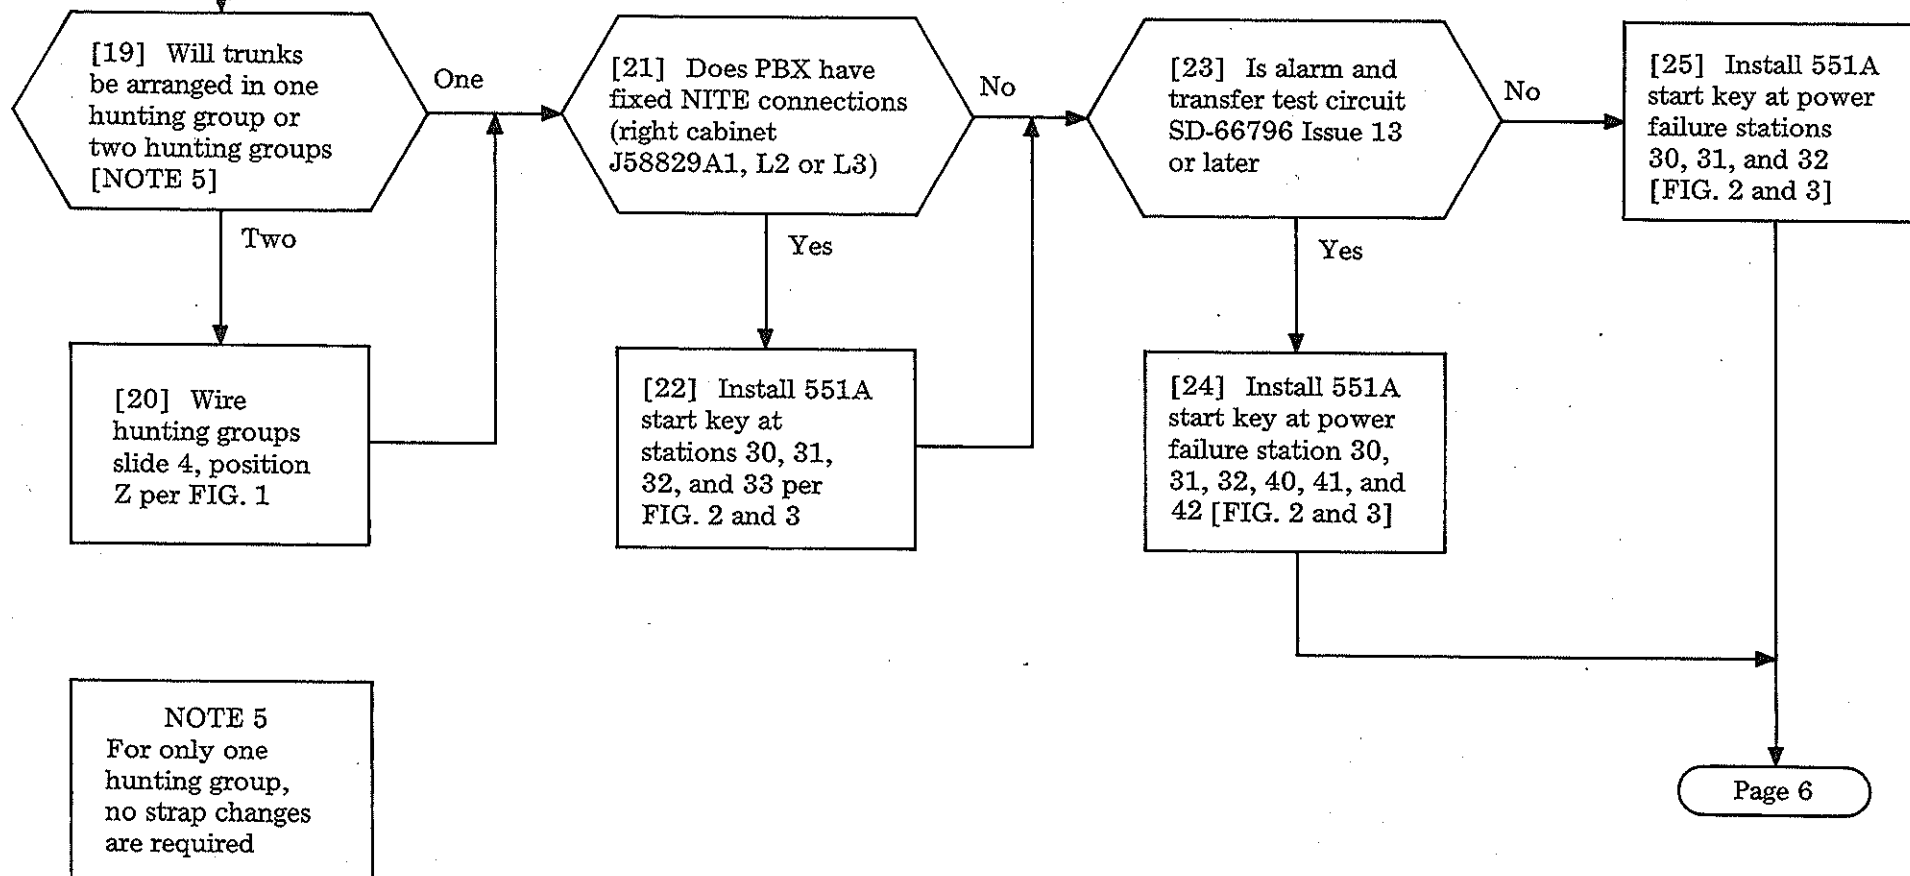 [19] Will trunks
be arranged in one
hunting group or
two hunting groups
[NOTE 5]
One
Two
[20] Wire
hunting groups
slide 4, position
Z per FIG. 1
[21] Does PBX have
fixed NITE connections
(right cabinet
J58829A1, L2 or L3)
No
Yes
[22] Install 551A
start key at
stations 30, 31,
32, and 33 per
FIG. 2 and 3
[23] Is alarm and
transfer test circuit
SD-66796 Issue 13
or later
No
Yes
[24] Install 551A
start key at power
failure station 30,
31, 32, 40, 41, and
42 [FIG. 2 and 3]
[25] Install 551A
start key at power
failure stations
30, 31, and 32
[FIG. 2 and 3]
Page 6
NOTE 5
For only one
hunting group,
no strap changes
are required